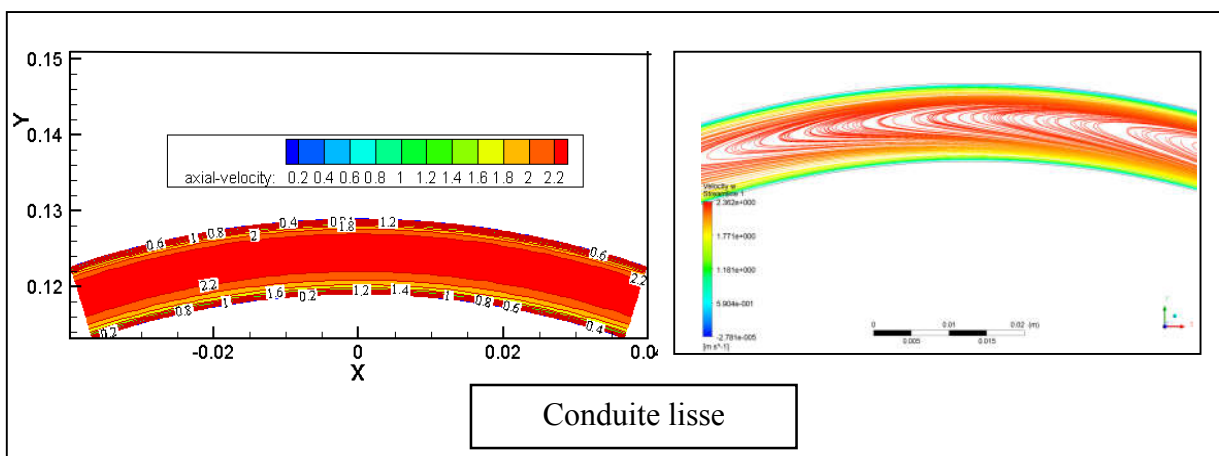 0.15
0.14
0.13
0.12
Y
axial-velocity: 0.2 0.4 0.6 0.8 1 1.2 1.4 1.6 1.8 2 2.2
0.6 1 0.8 2 0.4 1.8 1.2 0.6 2.2
2.2
0.2 0.8 1 1.6 0.2 1.2 1.4 1 0.8 0.6 0.4
-0.02 0 0.02 0.0
X
Velocity w
Streamline 1
2.362e+000
1.771e+000
1.181e+000
5.904e-001
-2.781e-005
[m s^-1]
0 0.01 0.02 (m)
0.005 0.015
Conduite lisse